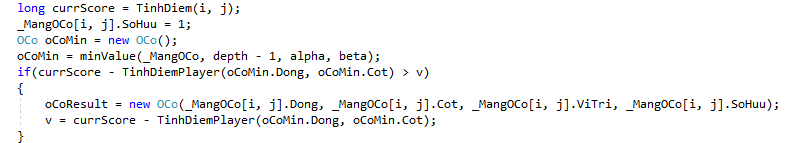 long currScore = TinhDiem(i, j);
_MangOCo[i, j].SoHuu = 1;
OCo oCoMin = new OCo();
oCoMin = minValue(_MangOCo, depth - 1, alpha, beta);
if(currScore - TinhDiemPlayer(oCoMin.Dong, oCoMin.Cot) > v)
{
oCoResult = new OCo(_MangOCo[i, j].Dong, _MangOCo[i, j].Cot, _MangOCo[i, j].ViTri, _MangOCo[i, j].SoHuu);
v = currScore - TinhDiemPlayer(oCoMin.Dong, oCoMin.Cot);
}